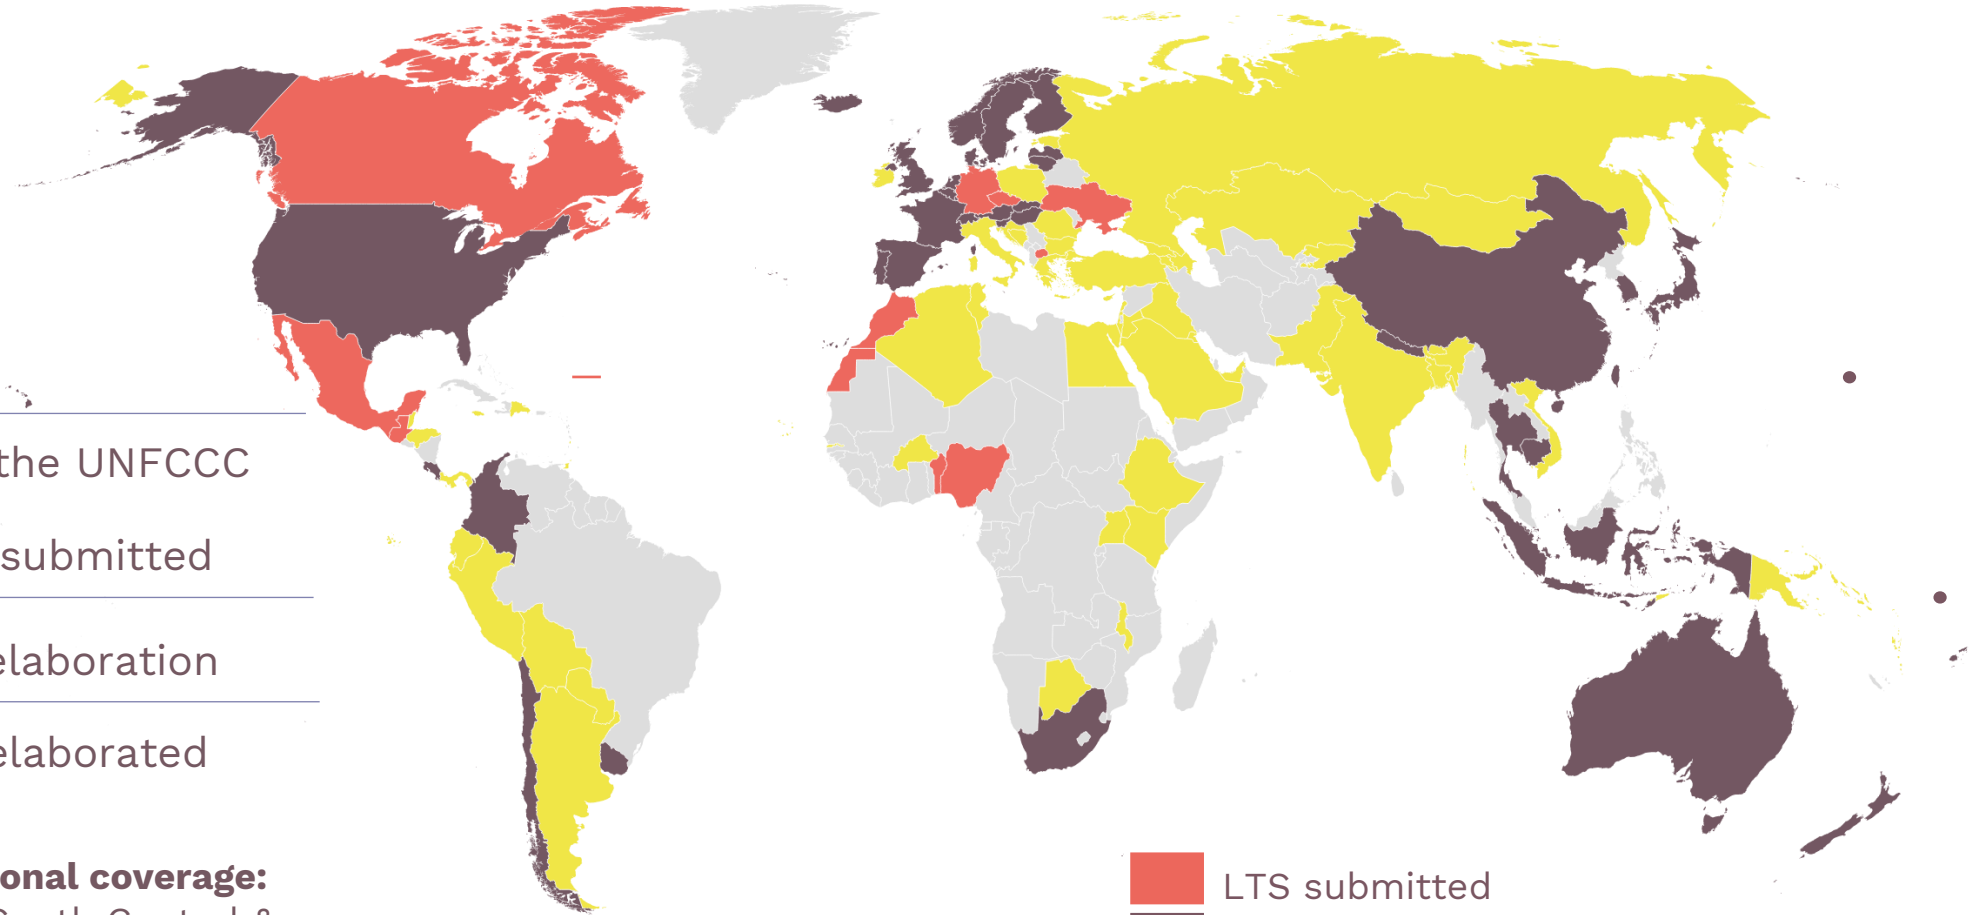 the UNFCCC
submitted
elaboration
elaborated
onal coverage:
LTS submitted